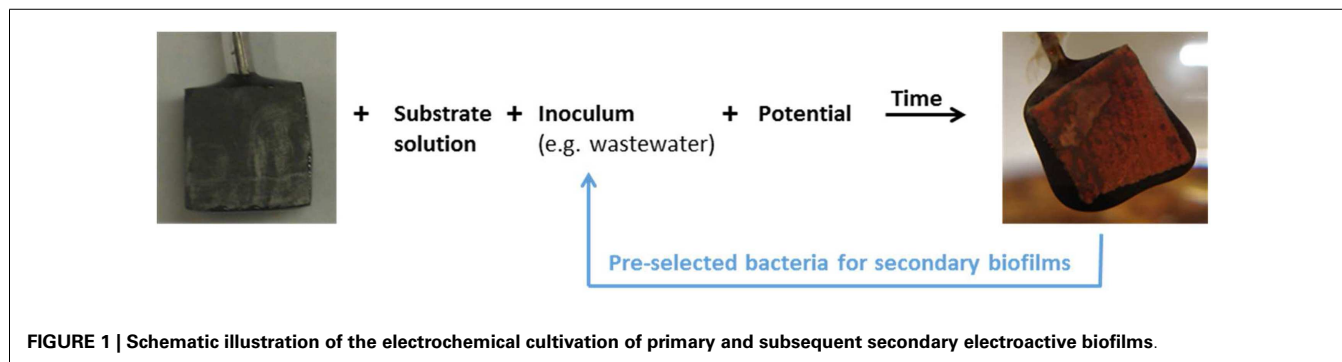 + Substrate solution + Inoculum (e.g. wastewater) + Potential Time
Pre-selected bacteria for secondary biofilms
FIGURE 1 | Schematic illustration of the electrochemical cultivation of primary and subsequent secondary electroactive biofilms.